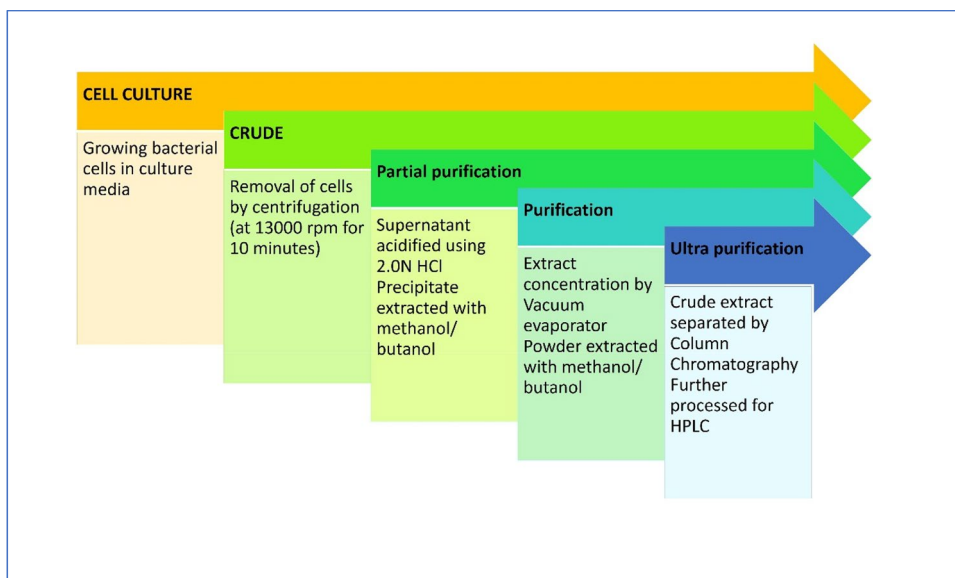 CELL CULTURE
Growing bacterial
cells in culture
media
CRUDE
Removal of cells
by centrifugation
(at 13000 rpm for
10 minutes)
Partial purification
Supernatant
acidified using
2.0N HCl
Precipitate
extracted with
methanol/
butanol
Purification
Extract
concentration by
Vacuum
evaporator
Powder extracted
with methanol/
butanol
Ultra purification
Crude extract
separated by
Column
Chromatography
Further
processed for
HPLC